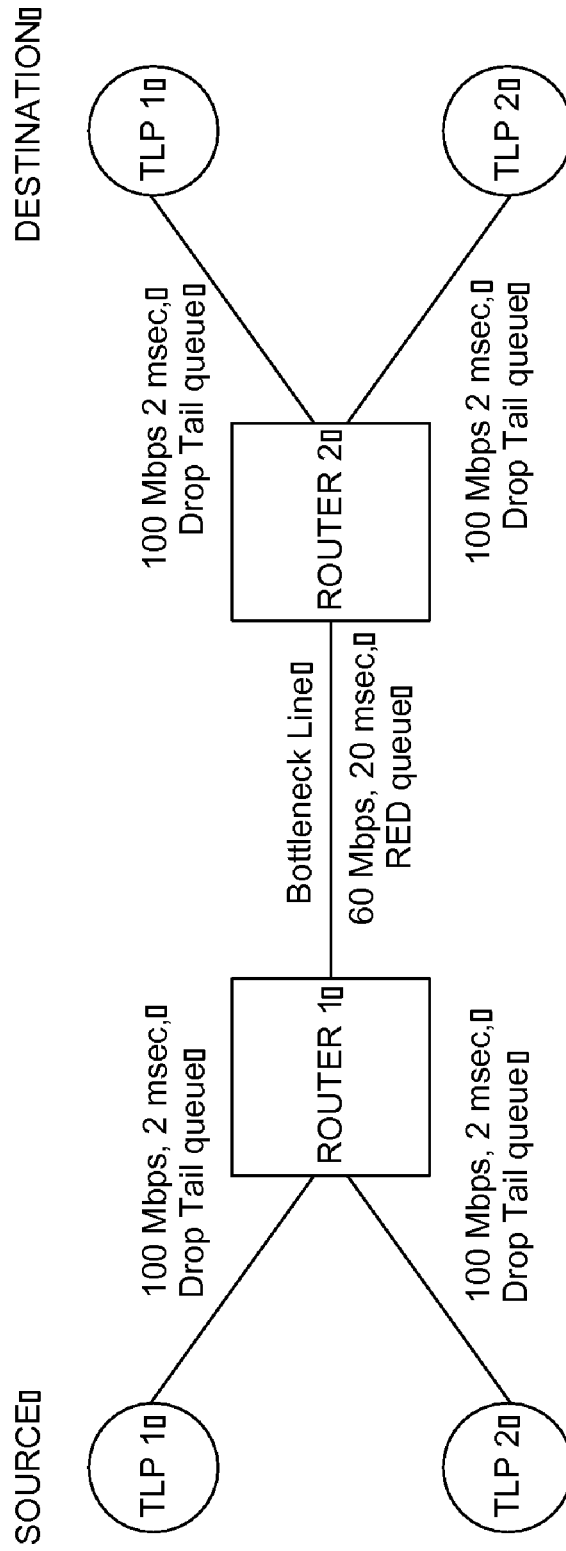 SOURCE
DESTINATION
TLP 1
100 Mbps, 2 msec,
Drop Tail queue
100 Mbps 2 msec,
Drop Tail queue
TLP 1
ROUTER 1
Bottleneck Line
60 Mbps, 20 msec,
RED queue
ROUTER 2
TLP 2
100 Mbps, 2 msec,
Drop Tail queue
100 Mbps 2 msec,
Drop Tail queue
TLP 2